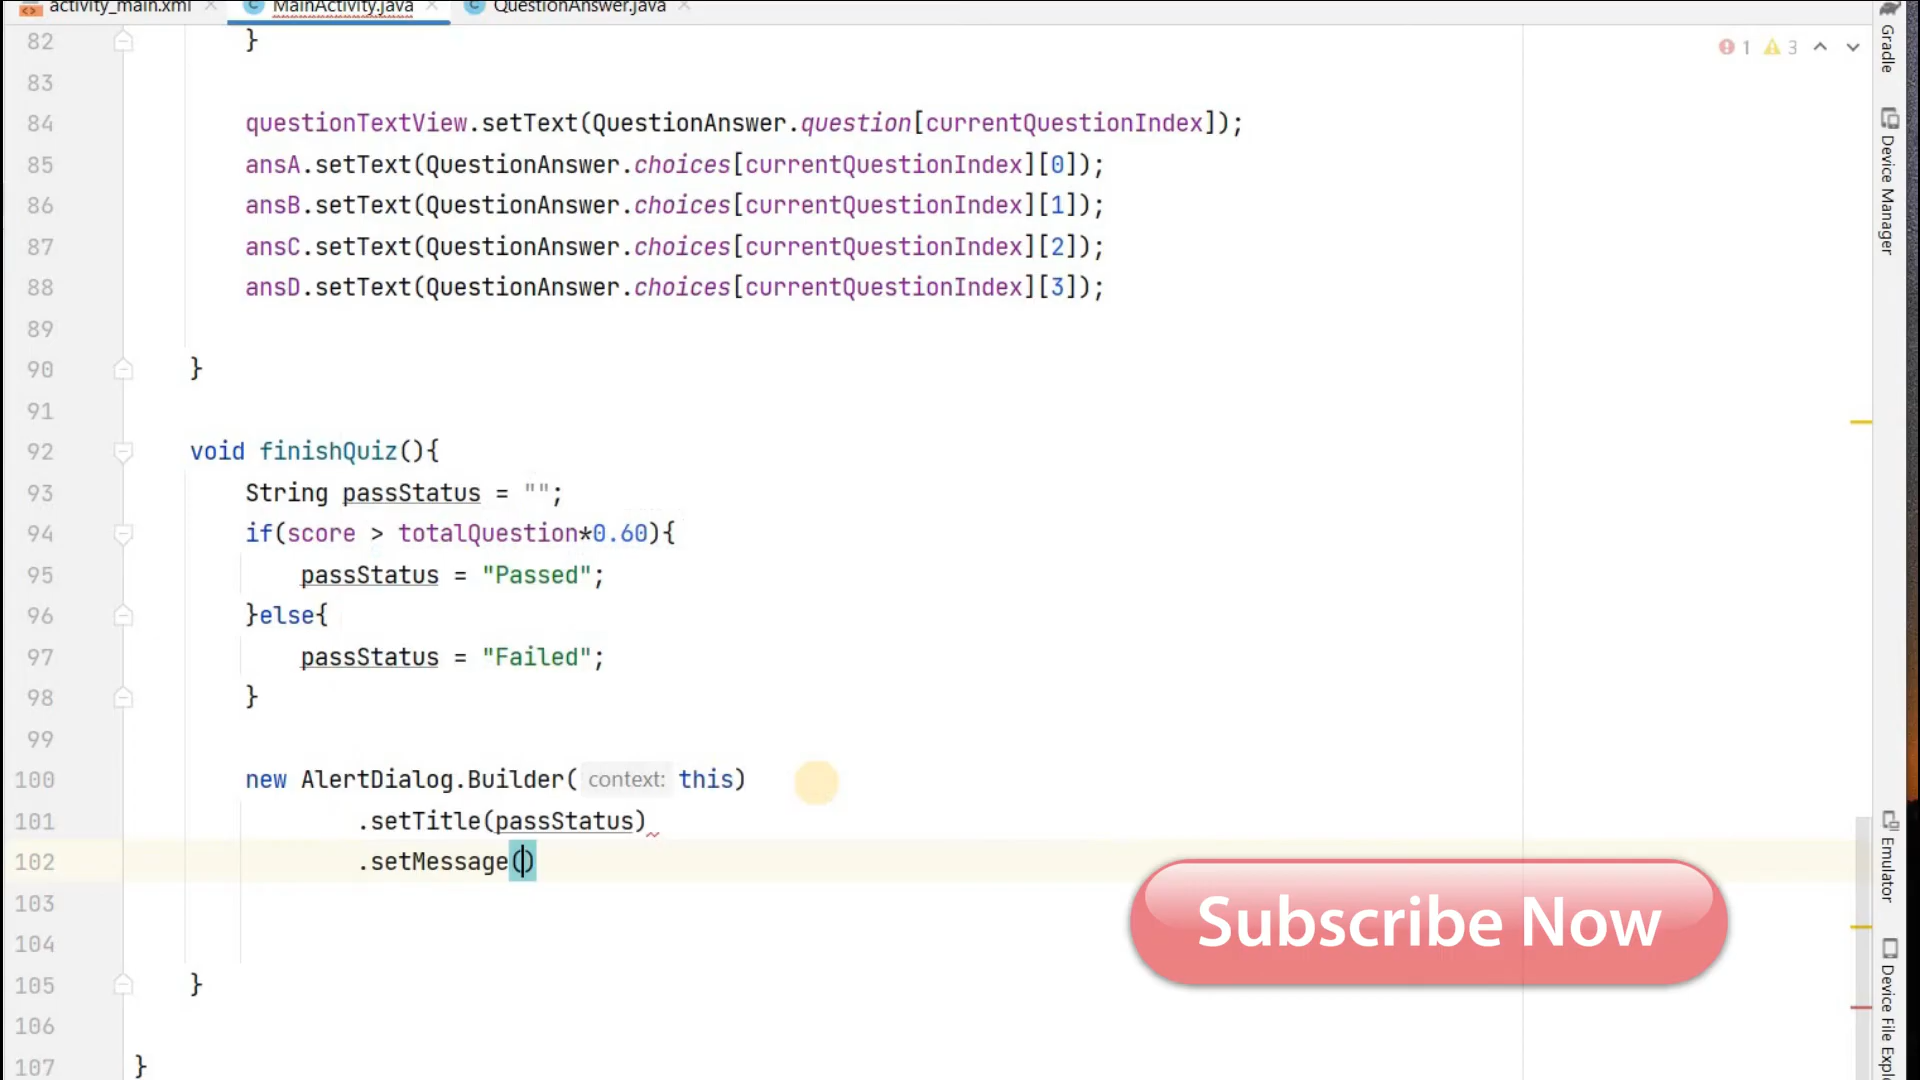 activity_main.xml MainActivity.java QuestionAnswer.java
1 3
82 }
83
84 questionTextView.setText(QuestionAnswer.question[currentQuestionIndex]);
85 ansA.setText(QuestionAnswer.choices[currentQuestionIndex][0]);
86 ansB.setText(QuestionAnswer.choices[currentQuestionIndex][1]);
87 ansC.setText(QuestionAnswer.choices[currentQuestionIndex][2]);
88 ansD.setText(QuestionAnswer.choices[currentQuestionIndex][3]);
89
90 }
91
92 void finishQuiz(){
93 String passStatus = "";
94 if(score > totalQuestion*0.60){
95 passStatus = "Passed";
96 }else{
97 passStatus = "Failed";
98 }
99
100 new AlertDialog.Builder( context: this)
101 .setTitle(passStatus)
102 .setMessage()
103
104
105 }
106
107 }
Subscribe Now
Gradle
Device Manager
Emulator
Device File Explo